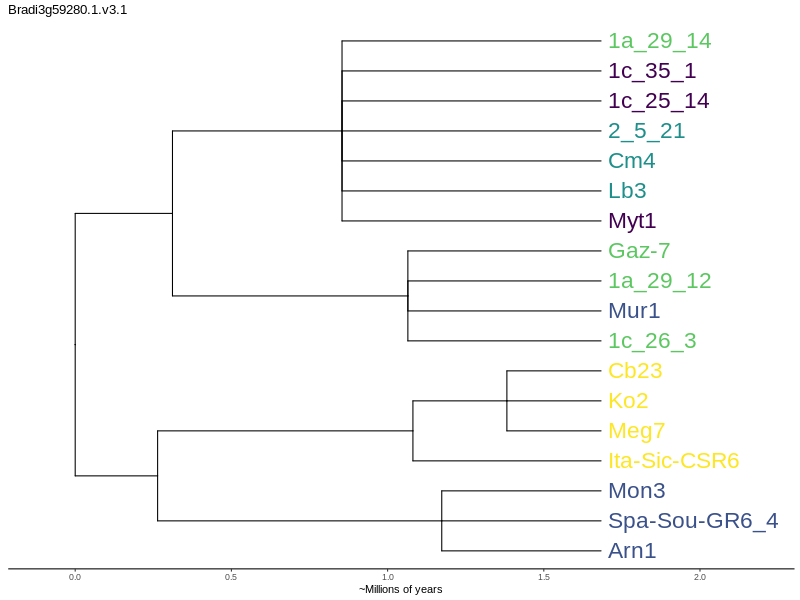 Bradi3g59280.1.v3.1
1a_29_14
1c_35_1
1c_25_14
2_5_21
Cm4
Lb3
Myt1
Gaz-7
1a_29_12
Mur1
1c_26_3
Cb23
Ko2
Meg7
Ita-Sic-CSR6
Mon3
Spa-Sou-GR6_4
Arn1
0.0 0.5 1.0 1.5 2.0
~Millions of years